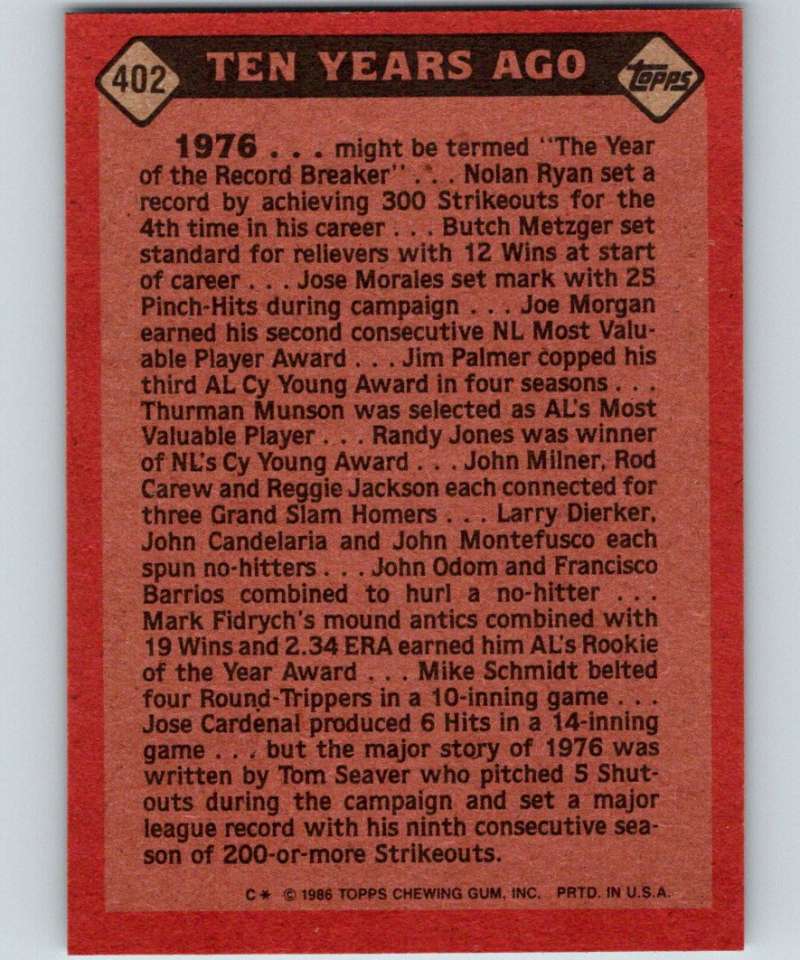 402 TEN YEARS AGO Topps
1976 . . . might be termed "The Year
of the Record Breaker" . . . Nolan Ryan set a
record by achieving 300 Strikeouts for the
4th time in his career . . . Butch Metzger set
standard for relievers with 12 Wins at start
of career . . . Jose Morales set mark with 25
Pinch-Hits during campaign . . . Joe Morgan
earned his second consecutive NL Most Valu-
able Player Award . . . Jim Palmer copped his
third AL Cy Young Award in four seasons . . .
Thurman Munson was selected as AL's Most
Valuable Player . . . Randy Jones was winner
of NL's Cy Young Award . . . John Milner, Rod
Carew and Reggie Jackson each connected for
three Grand Slam Homers . . . Larry Dierker,
John Candelaria and John Montefusco each
spun no-hitters . . . John Odom and Francisco
Barrios combined to hurl a no-hitter . . .
Mark Fidrych's mound antics combined with
19 Wins and 2.34 ERA earned him AL's Rookie
of the Year Award . . . Mike Schmidt belted
four Round-Trippers in a 10-inning game . . .
Jose Cardenal produced 6 Hits in a 14-inning
game . . . but the major story of 1976 was
written by Tom Seaver who pitched 5 Shut-
outs during the campaign and set a major
league record with his ninth consecutive sea-
son of 200-or-more Strikeouts.
C* © 1986 TOPPS CHEWING GUM, INC. PRTD. IN U.S.A.